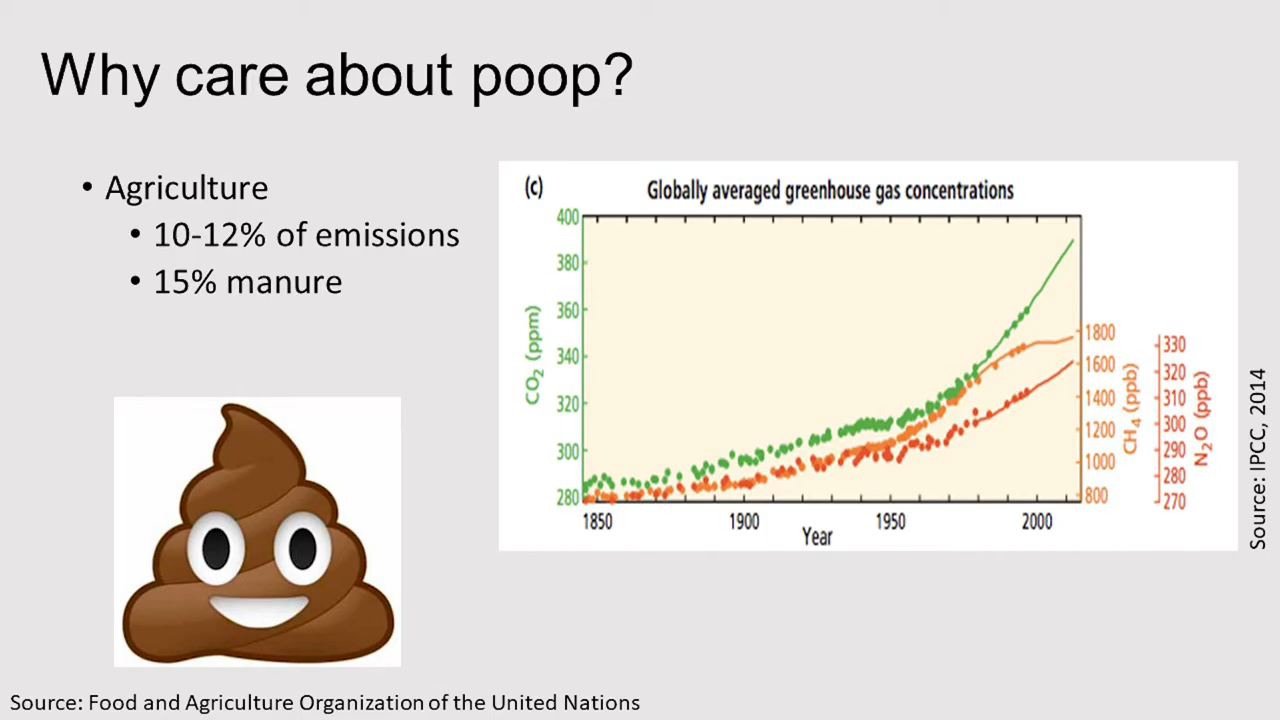 Why care about poop?
• Agriculture
• 10-12% of emissions
• 15% manure
(c)
Globally averaged greenhouse gas concentrations
400
380
360
340
320
300
280
CO2 (ppm)
1800
1600
1400
1200
1000
800
CH4 (ppb)
330
320
310
300
290
280
270
N2O (ppb)
1850 1900 1950 2000
Year
Source: IPCC, 2014
Source: Food and Agriculture Organization of the United Nations